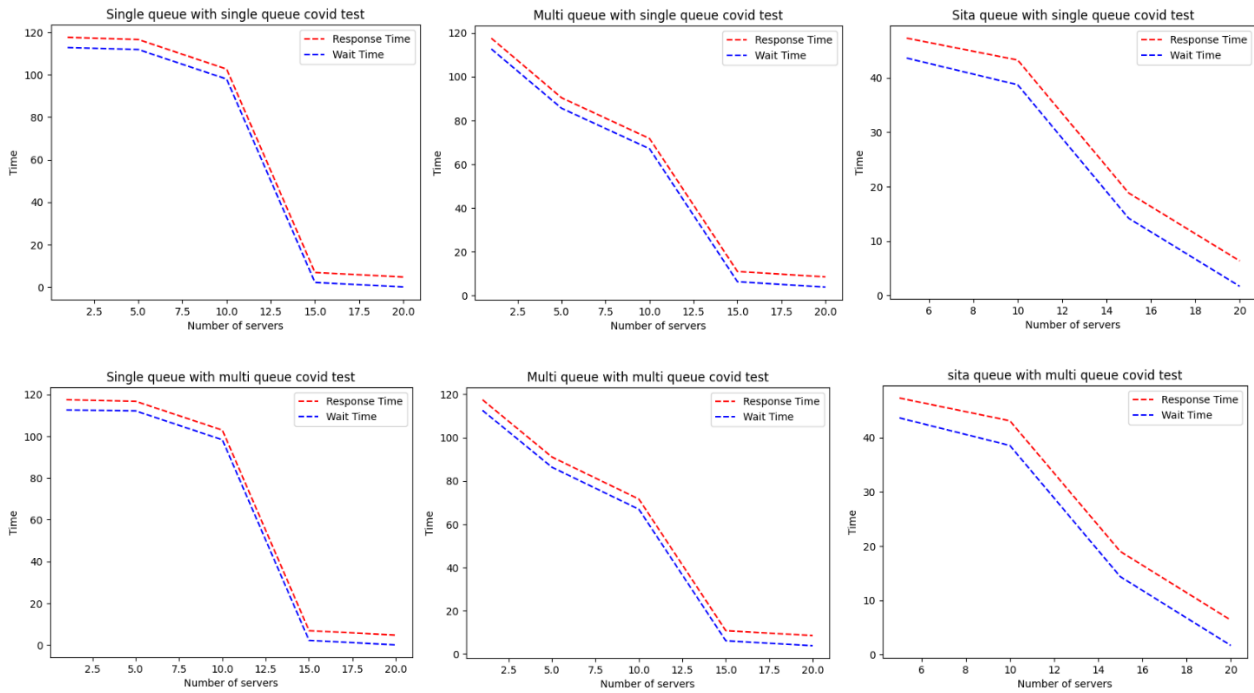 Single queue with single queue covid test
120
100
80
60
40
20
0
Time
Response Time
Wait Time
2.5 5.0 7.5 10.0 12.5 15.0 17.5 20.0
Number of servers
Multi queue with single queue covid test
120
100
80
60
40
20
0
Time
Response Time
Wait Time
2.5 5.0 7.5 10.0 12.5 15.0 17.5 20.0
Number of servers
Sita queue with single queue covid test
40
30
20
10
0
Time
Response Time
Wait Time
6 8 10 12 14 16 18 20
Number of servers
Single queue with multi queue covid test
120
100
80
60
40
20
0
Time
Response Time
Wait Time
2.5 5.0 7.5 10.0 12.5 15.0 17.5 20.0
Number of servers
Multi queue with multi queue covid test
120
100
80
60
40
20
0
Time
Response Time
Wait Time
2.5 5.0 7.5 10.0 12.5 15.0 17.5 20.0
Number of servers
sita queue with multi queue covid test
40
30
20
10
0
Time
Response Time
Wait Time
6 8 10 12 14 16 18 20
Number of servers